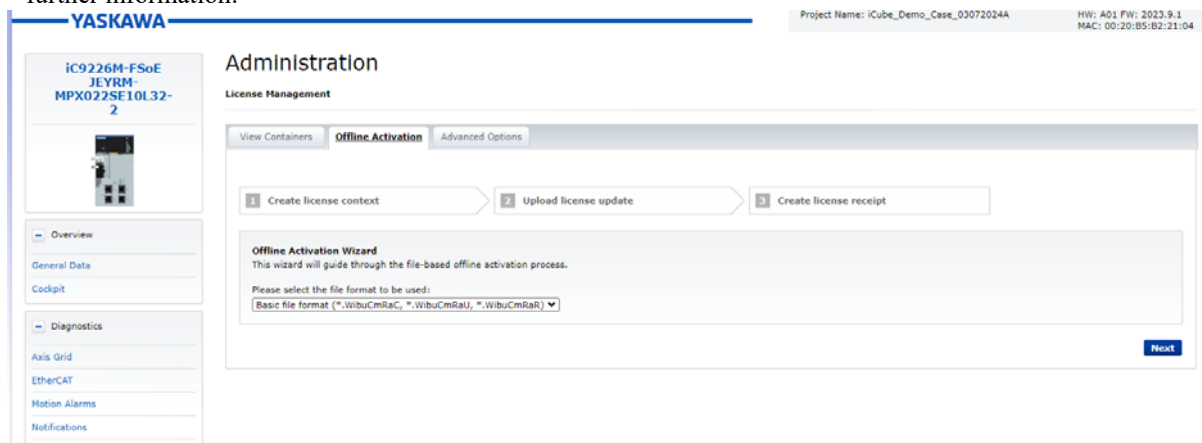 further information.
YASKAWA
Project Name: iCube_Demo_Case_03072024A
HW: A01 FW: 2023.9.1
MAC: 00:20:B5:B2:21:04
iC9226M-FSoE
JEYRM-
MPX022SE10L32-
2
Administration
License Management
View Containers
Offline Activation
Advanced Options
1 Create license context
2 Upload license update
3 Create license receipt
Overview
General Data
Cockpit
Offline Activation Wizard
This wizard will guide through the file-based offline activation process.
Please select the file format to be used:
Basic file format (*.WibuCmRaC, *.WibuCmRaU, *.WibuCmRaR)
Next
Diagnostics
Axis Grid
EtherCAT
Motion Alarms
Notifications